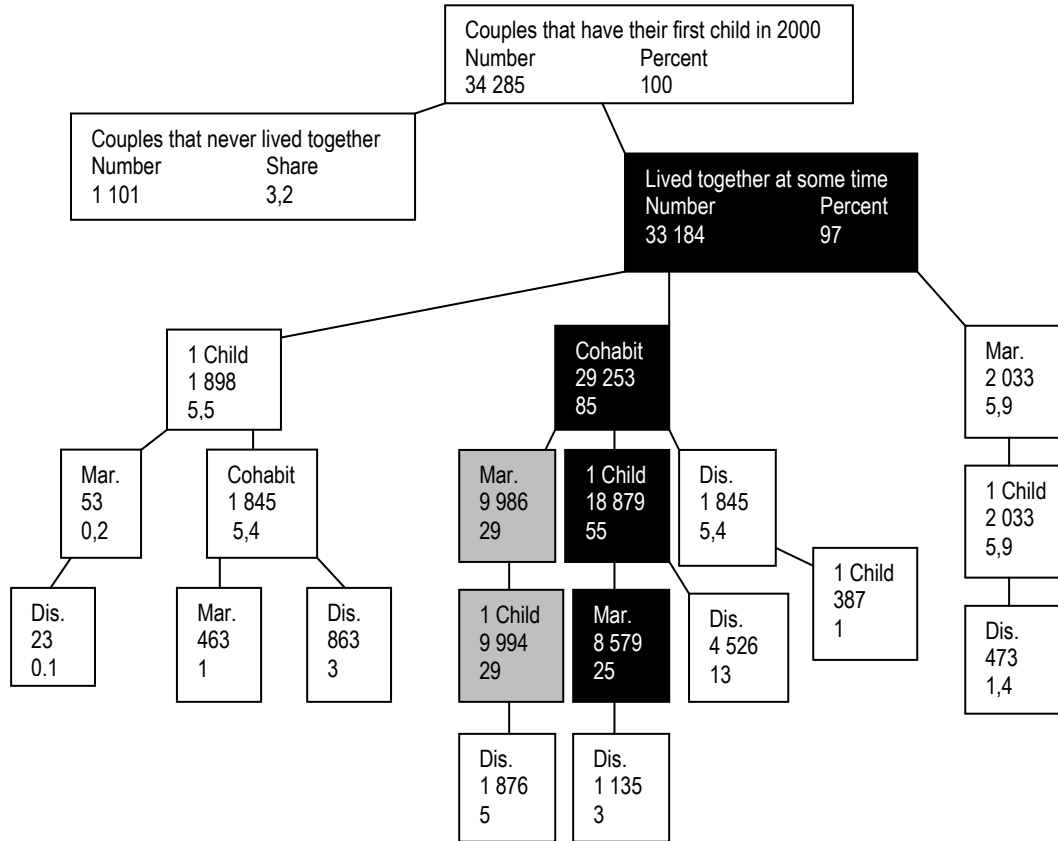 Couples that have their first child in 2000
Number Percent
34 285 100
Couples that never lived together
Number Share
1 101 3,2
Lived together at some time
Number Percent
33 184 97
1 Child
1 898
5,5
Cohabit
29 253
85
Mar.
2 033
5,9
Mar.
53
0,2
Cohabit
1 845
5,4
Mar.
9 986
29
1 Child
18 879
55
Dis.
1 845
5,4
1 Child
2 033
5,9
1 Child
387
1
Dis.
23
0.1
Mar.
463
1
Dis.
863
3
1 Child
9 994
29
Mar.
8 579
25
Dis.
4 526
13
Dis.
473
1,4
Dis.
1 876
5
Dis.
1 135
3